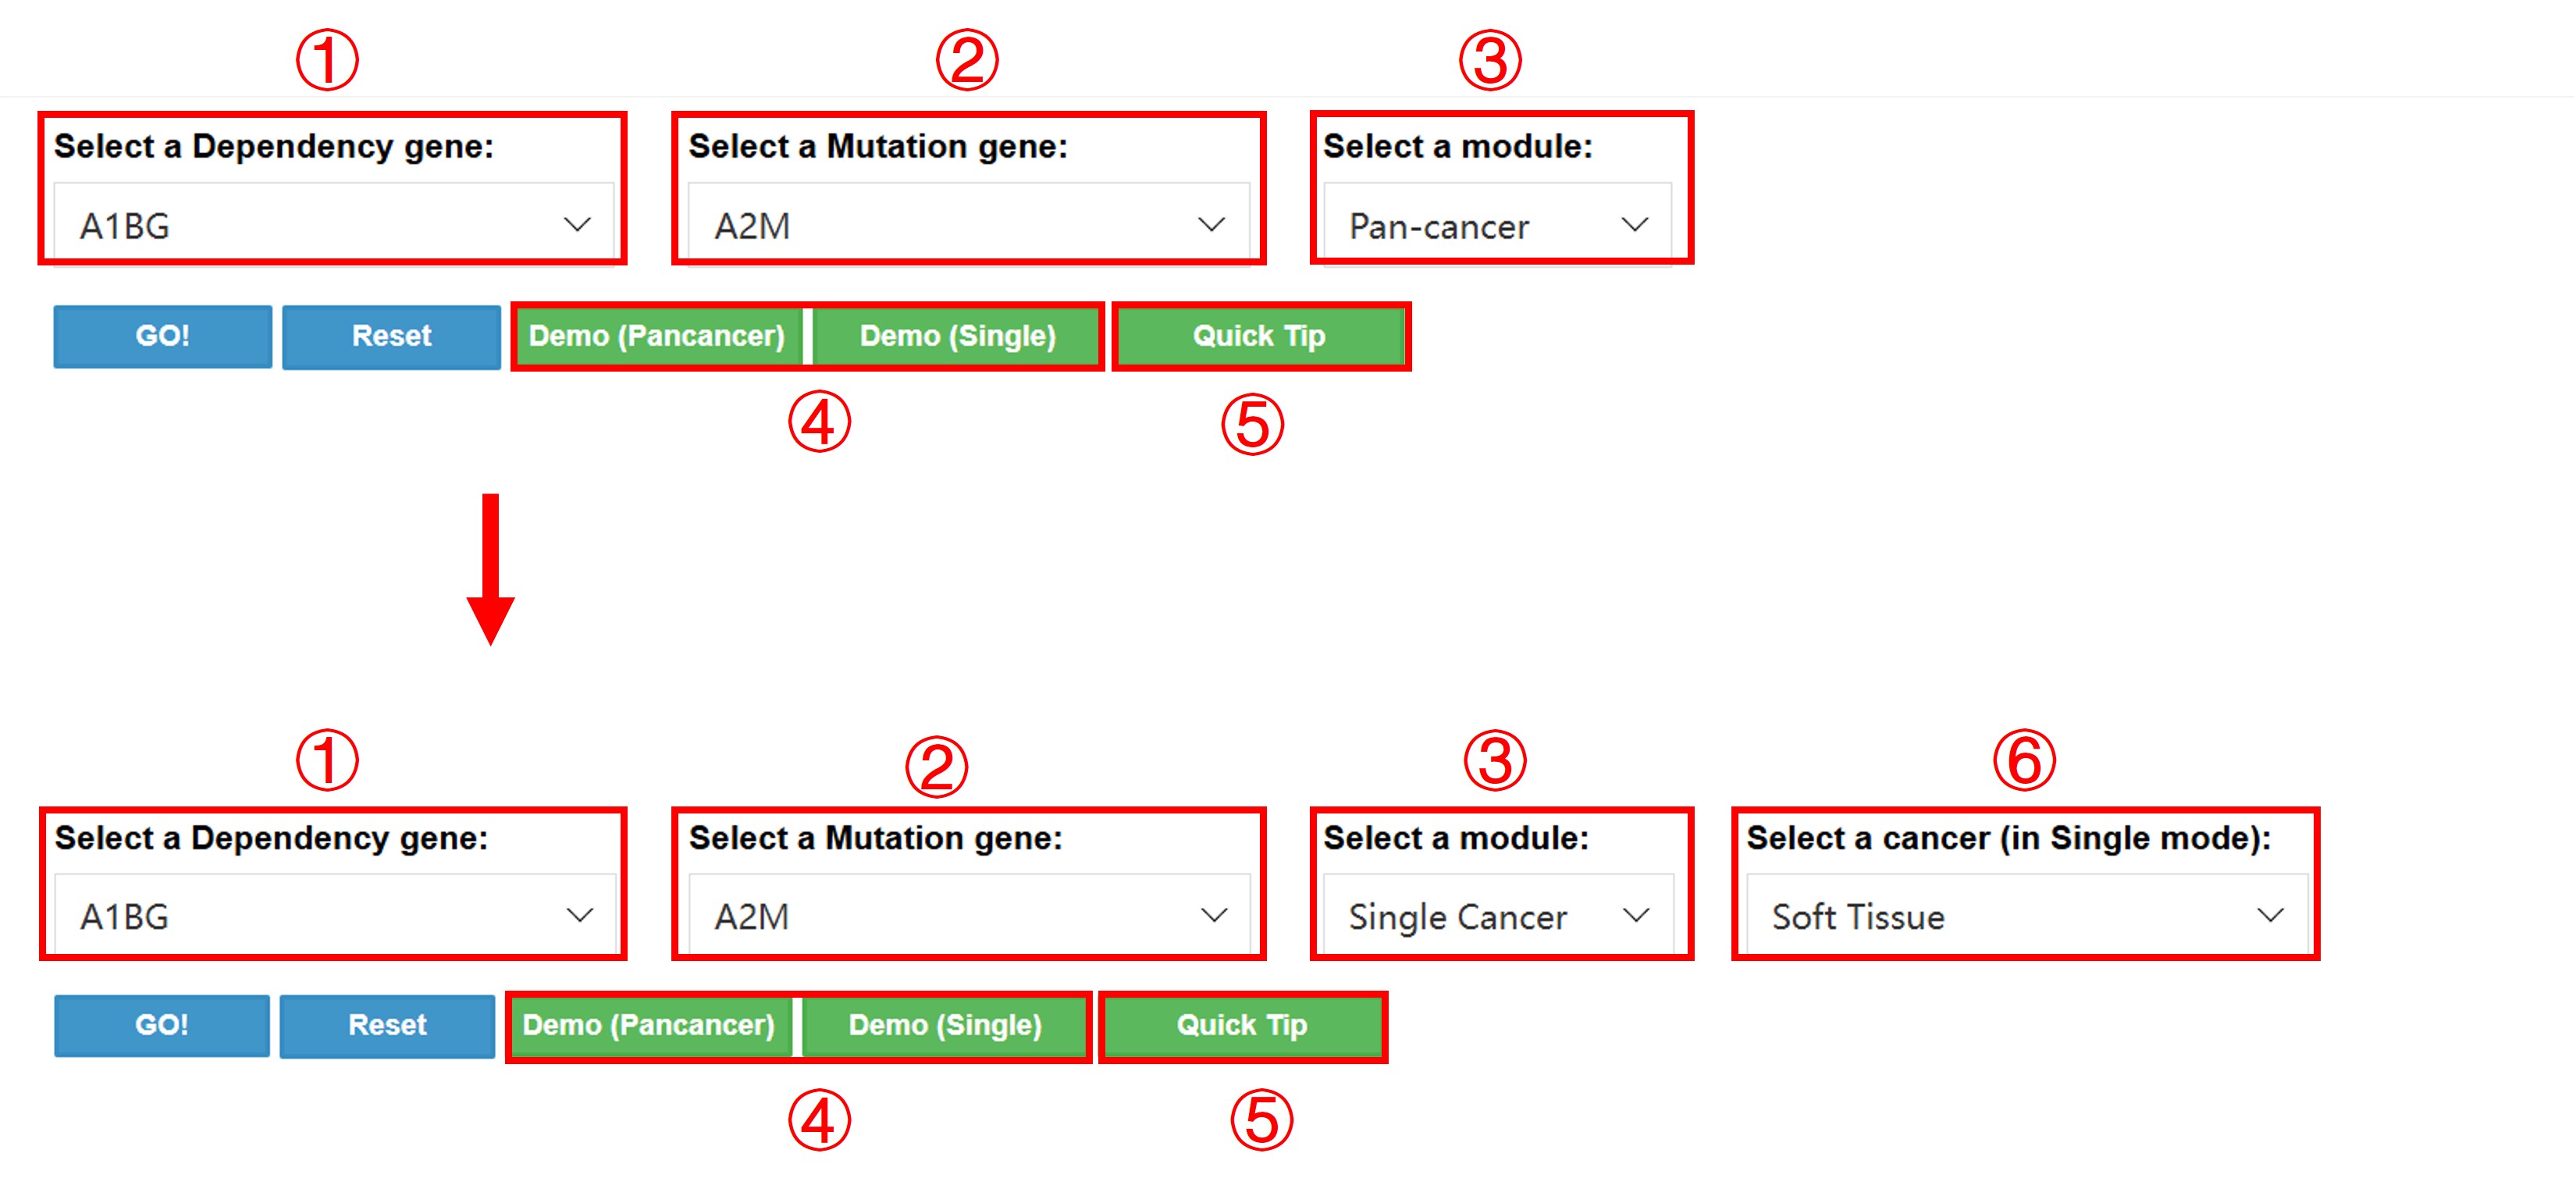 ① ② ③
Select a Dependency gene: Select a Mutation gene: Select a module:
A1BG A2M Pan-cancer
GO! Reset Demo (Pancancer) Demo (Single) Quick Tip
④ ⑤
① ② ③ ⑥
Select a Dependency gene: Select a Mutation gene: Select a module: Select a cancer (in Single mode):
A1BG A2M Single Cancer Soft Tissue
GO! Reset Demo (Pancancer) Demo (Single) Quick Tip
④ ⑤